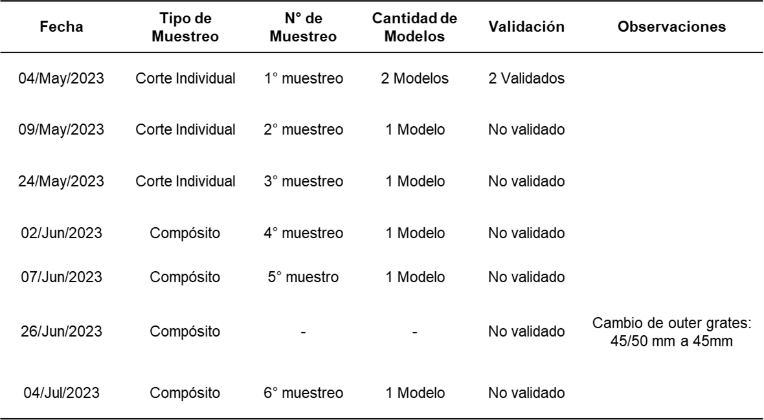 Fecha Tipo de Muestreo N° de Muestreo Cantidad de Modelos Validación Observaciones
04/May/2023 Corte Individual 1° muestreo 2 Modelos 2 Validados
09/May/2023 Corte Individual 2° muestreo 1 Modelo No validado
24/May/2023 Corte Individual 3° muestreo 1 Modelo No validado
02/Jun/2023 Compósito 4° muestreo 1 Modelo No validado
07/Jun/2023 Compósito 5° muestro 1 Modelo No validado
26/Jun/2023 Compósito - - No validado Cambio de outer grates: 45/50 mm a 45mm
04/Jul/2023 Compósito 6° muestreo 1 Modelo No validado